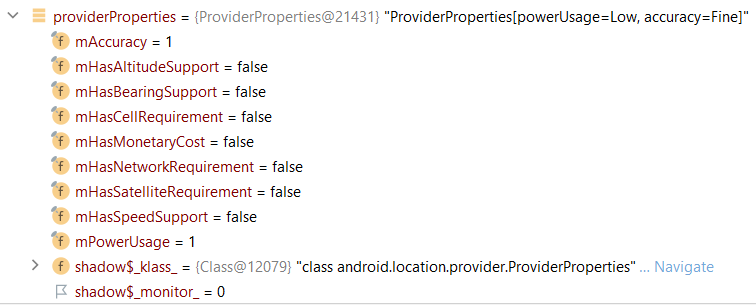 providerProperties = {ProviderProperties@21431} "ProviderProperties[powerUsage=Low, accuracy=Fine]"
f mAccuracy = 1
f mHasAltitudeSupport = false
f mHasBearingSupport = false
f mHasCellRequirement = false
f mHasMonetaryCost = false
f mHasNetworkRequirement = false
f mHasSatelliteRequirement = false
f mHasSpeedSupport = false
f mPowerUsage = 1
f shadow$_klass_ = {Class@12079} "class android.location.provider.ProviderProperties" ... Navigate
shadow$_monitor_ = 0